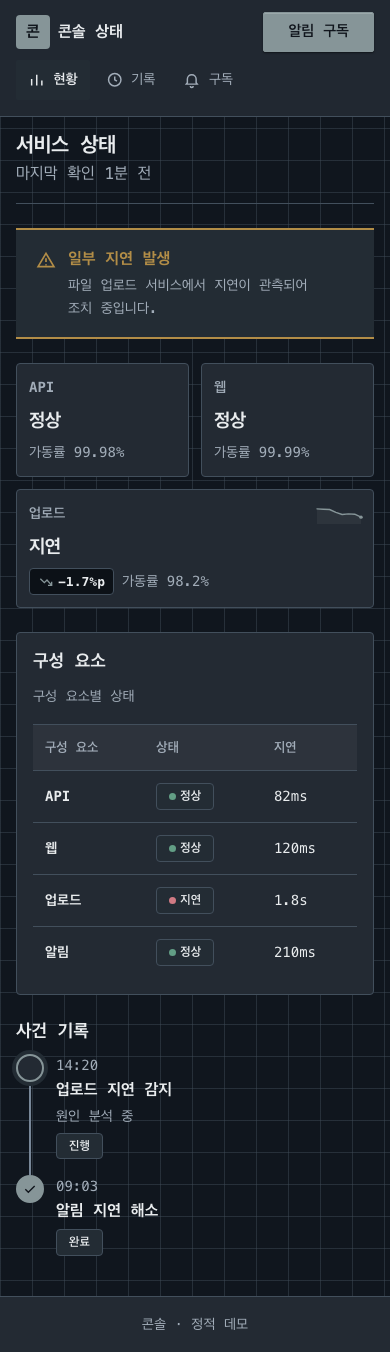 콘 콘솔 상태
알림 구독
현황 기록 구독
서비스 상태
마지막 확인 1분 전
일부 지연 발생
파일 업로드 서비스에서 지연이 관측되어
조치 중입니다.
API
정상
가동률 99.98%
웹
정상
가동률 99.99%
업로드
지연
−1.7%p 가동률 98.2%
구성 요소
구성 요소별 상태
구성 요소 상태 지연
API 정상 82ms
웹 정상 120ms
업로드 지연 1.8s
알림 정상 210ms
사건 기록
14:20
업로드 지연 감지
원인 분석 중
진행
09:03
알림 지연 해소
완료
콘솔 · 정적 데모